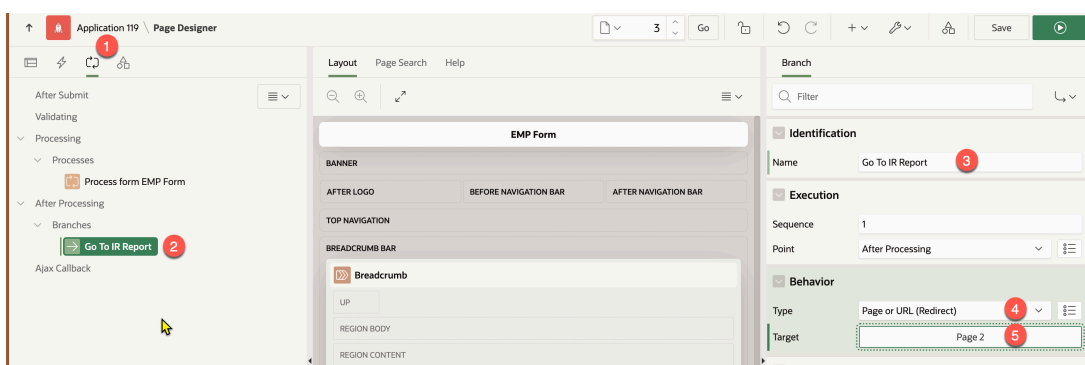 Application 119 \ Page Designer
3
Go
Save
1
After Submit
Validating
Processing
Processes
Process form EMP Form
After Processing
Branches
Go To IR Report
2
Ajax Callback
Layout
Page Search
Help
EMP Form
BANNER
AFTER LOGO
BEFORE NAVIGATION BAR
AFTER NAVIGATION BAR
TOP NAVIGATION
BREADCRUMB BAR
Breadcrumb
UP
REGION BODY
REGION CONTENT
Branch
Filter
Identification
Name Go To IR Report 3
Execution
Sequence 1
Point After Processing
Behavior
Type Page or URL (Redirect) 4
Target Page 2 5